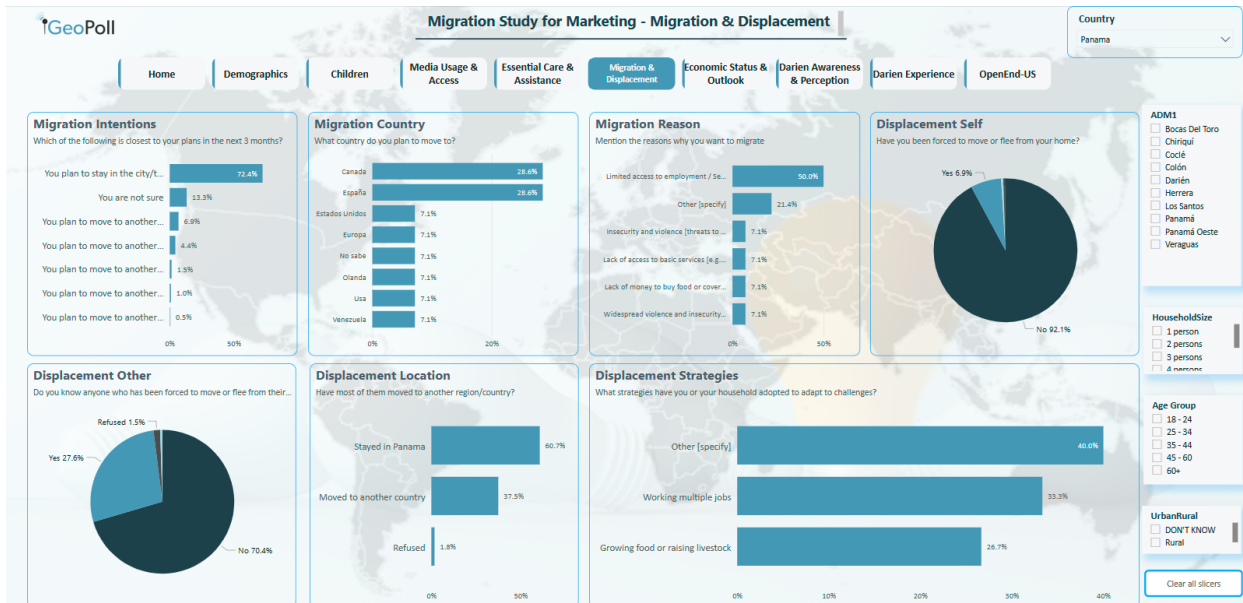 GeoPoll
Migration Study for Marketing - Migration & Displacement
Country
Panama
Home
Demographics
Children
Media Usage &
Access
Essential Care &
Assistance
Migration &
Displacement
Economic Status &
Outlook
Darien Awareness
& Perception
Darien Experience
OpenEnd-US
Migration Intentions
Which of the following is closest to your plans in the next 3 months?
You plan to stay in the city/t...
72.4%
You are not sure
13.3%
You plan to move to another...
6.9%
You plan to move to another...
4.4%
You plan to move to another...
1.5%
You plan to move to another...
1.0%
You plan to move to another...
0.5%
0%
50%
Migration Country
What country do you plan to move to?
Canada
28.6%
España
28.6%
Estados Unidos
7.1%
Europa
7.1%
No sabe
7.1%
Olanda
7.1%
Usa
7.1%
Venezuela
7.1%
0%
20%
Migration Reason
Mention the reasons why you want to migrate
Limited access to employment / Se...
50.0%
Other [specify]
21.4%
Insecurity and violence [threats to ...
7.1%
Lack of access to basic services [e.g....
7.1%
Lack of money to buy food or cover...
7.1%
Widespread violence and insecurity...
7.1%
0%
50%
Displacement Self
Have you been forced to move or flee from your home?
Yes 6.9%
No 92.1%
ADM1
Bocas Del Toro
Chiriquí
Coclé
Colón
Darién
Herrera
Los Santos
Panamá
Panamá Oeste
Veraguas
HouseholdSize
1 person
2 persons
3 persons
4 persons
Displacement Other
Do you know anyone who has been forced to move or flee from their...
Refused 1.5%
Yes 27.6%
No 70.4%
Displacement Location
Have most of them moved to another region/country?
Stayed in Panama
60.7%
Moved to another country
37.5%
Refused
1.8%
0%
50%
Displacement Strategies
What strategies have you or your household adopted to adapt to challenges?
Other [specify]
40.0%
Working multiple jobs
33.3%
Growing food or raising livestock
26.7%
0%
10%
20%
30%
40%
Age Group
18 - 24
25 - 34
35 - 44
45 - 60
60+
UrbanRural
DON'T KNOW
Rural
Clear all slicers